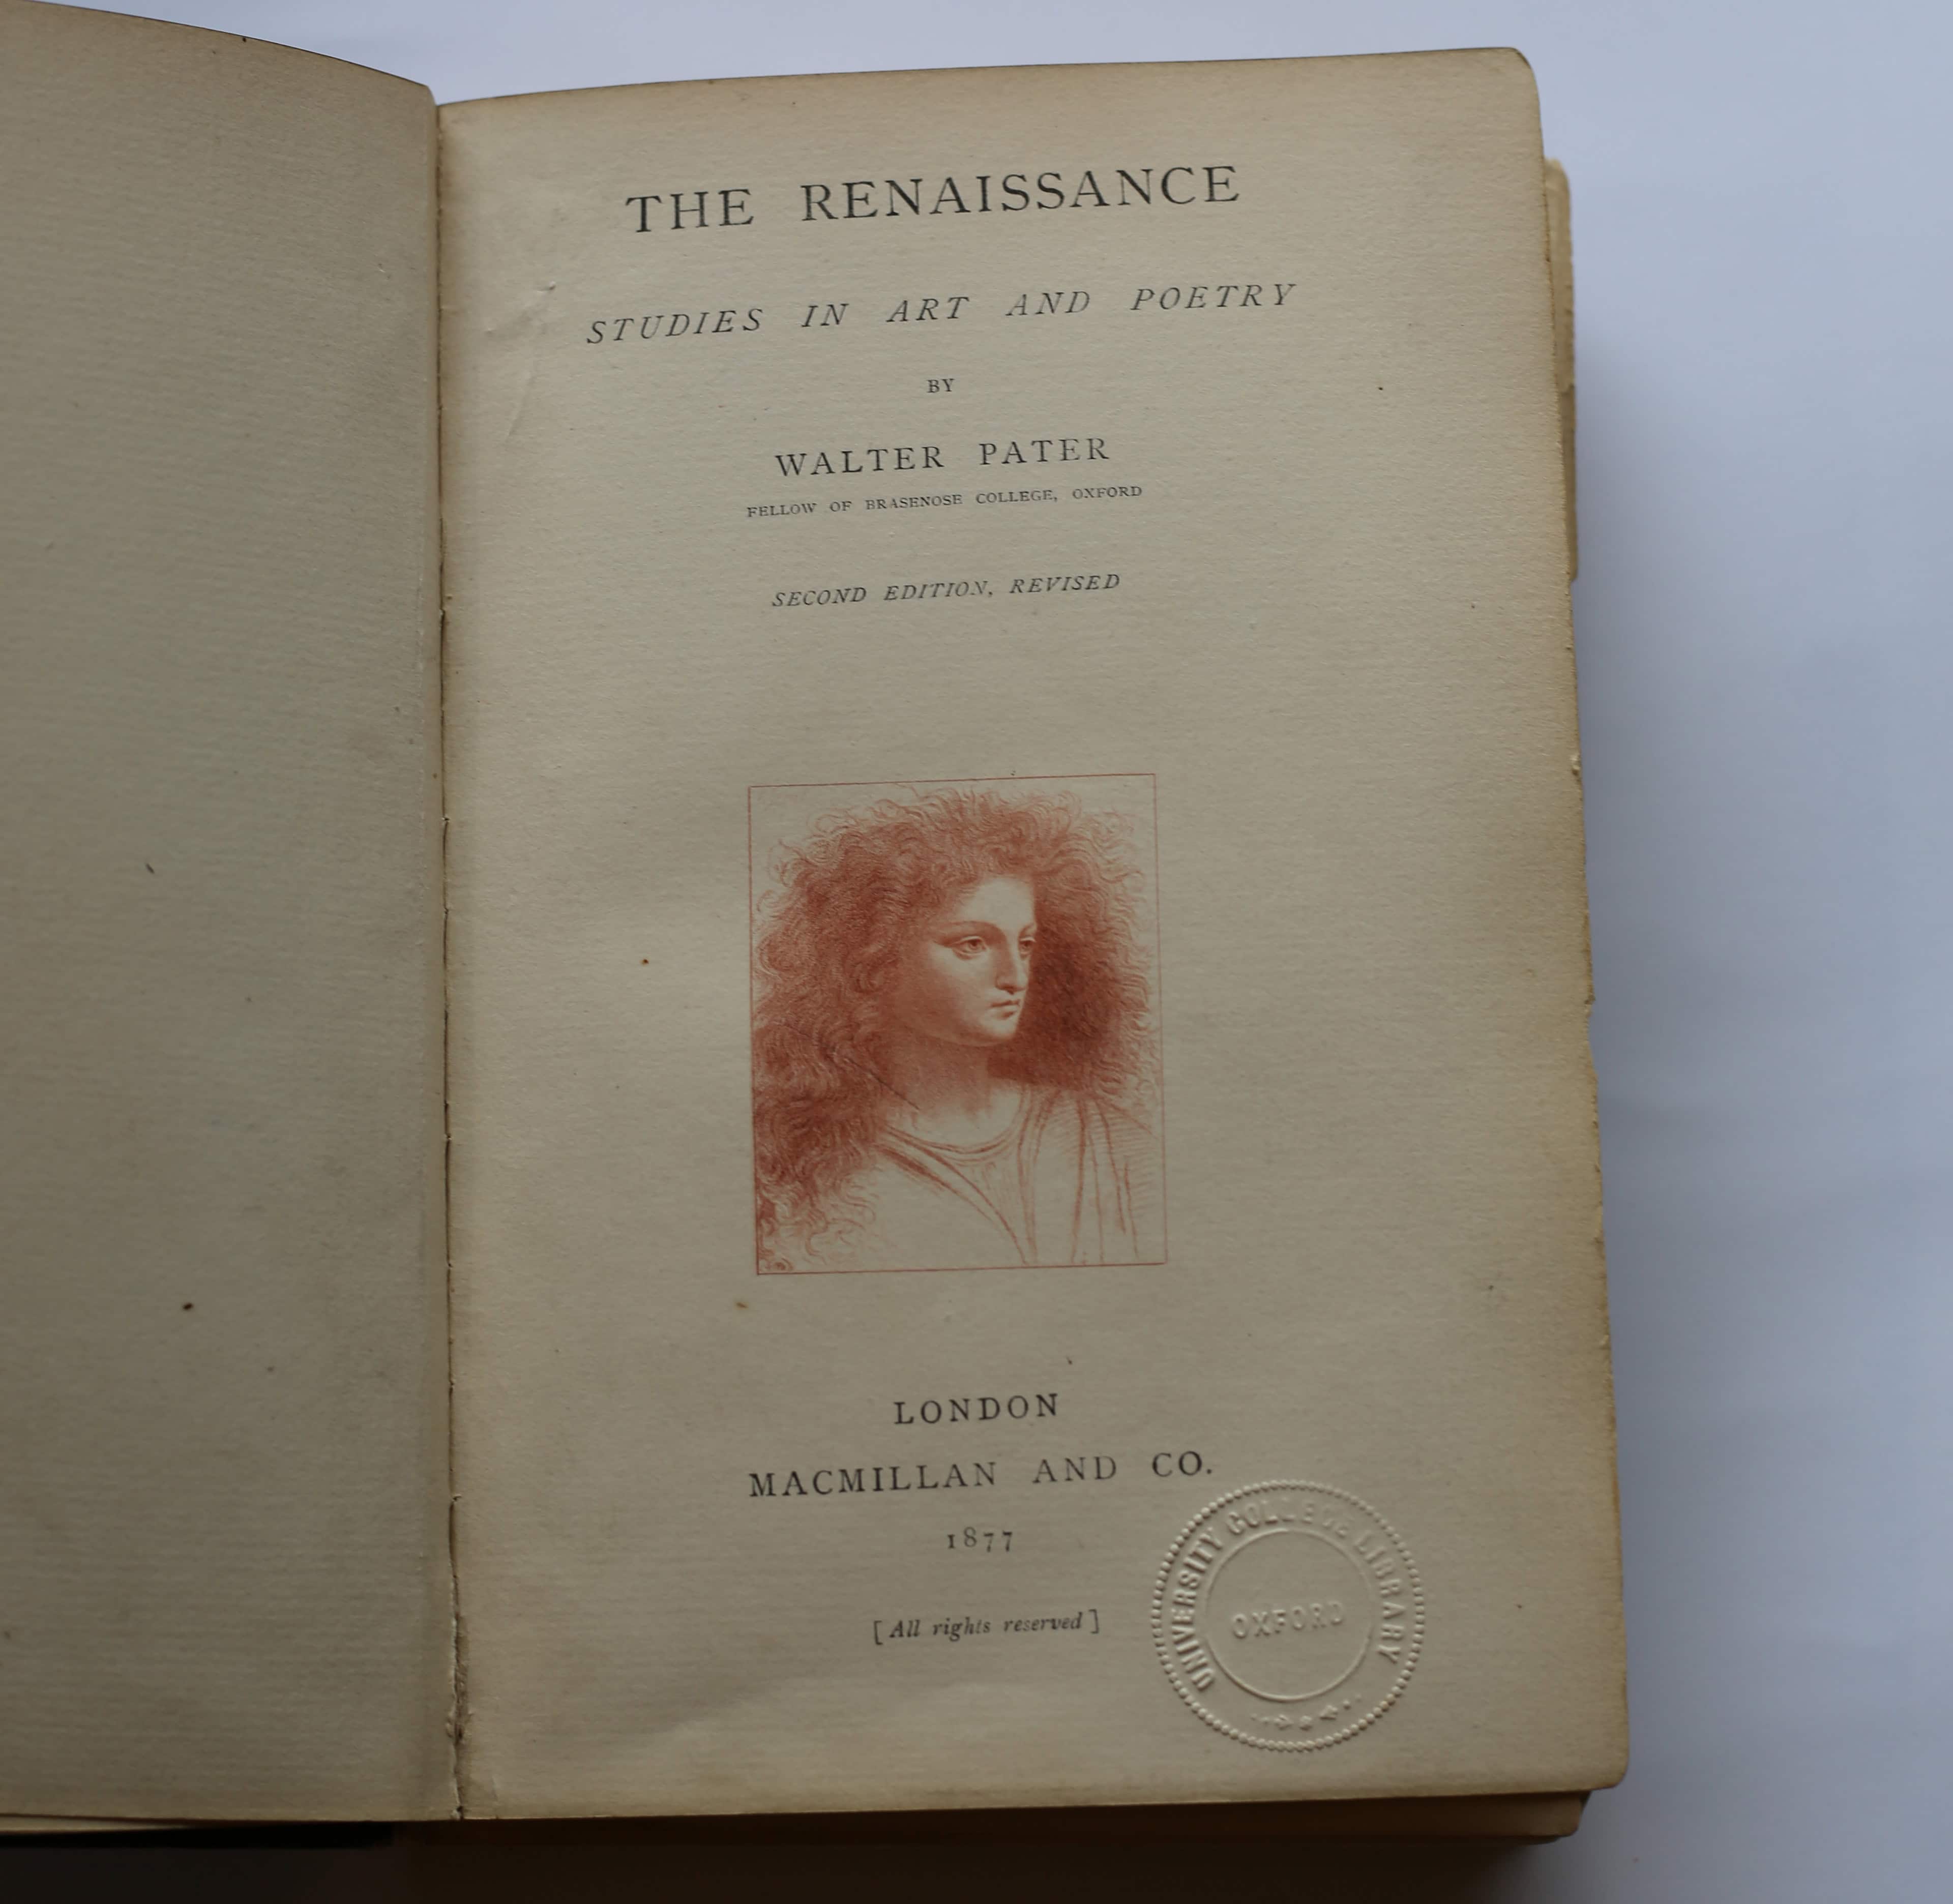 THE RENAISSANCE
STUDIES IN ART AND POETRY
BY
WALTER PATER
FELLOW OF BRASENOSE COLLEGE, OXFORD
SECOND EDITION, REVISED
LONDON
MACMILLAN AND CO.
1877
[All rights reserved]
UNIVERSITY COLLEGE LIBRARY
OXFORD